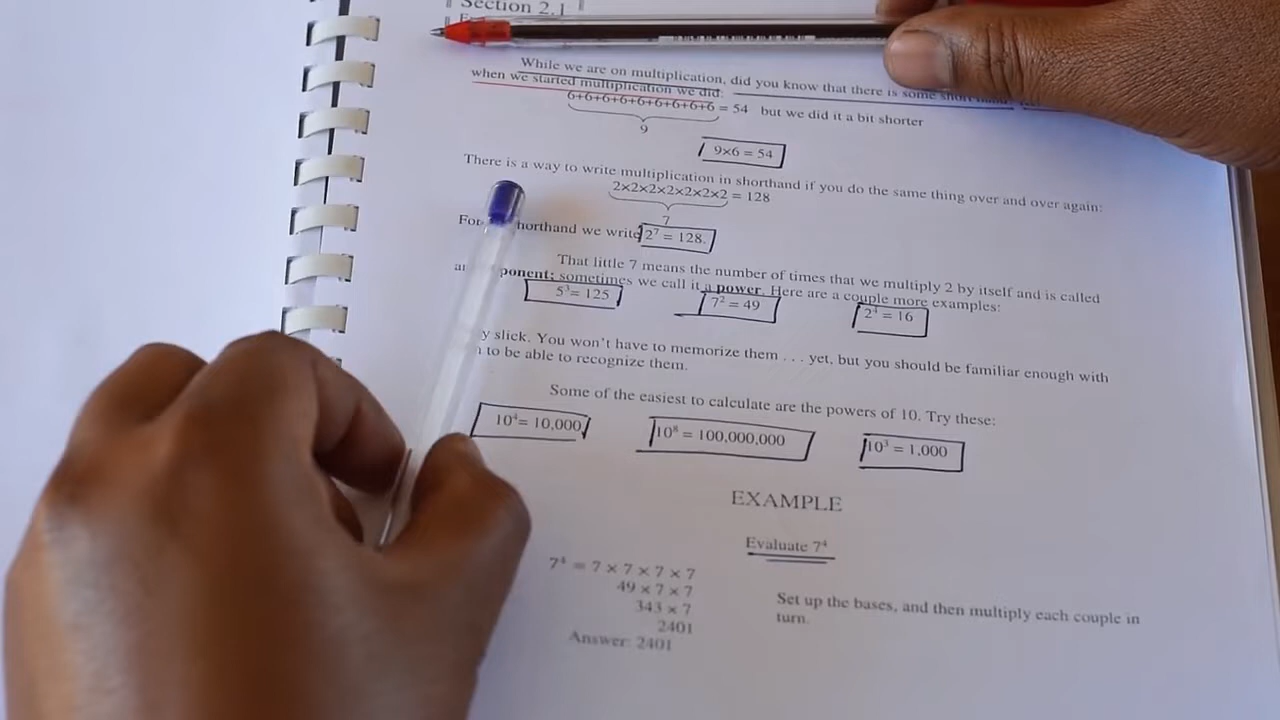 Section 2.1
While we are on multiplication, did you know that there is some
when we started multiplication we did:
6+6+6+6+6+6+6+6+6 = 54 but we did it a bit shorter
9
9×6 = 54
There is a way to write multiplication in shorthand if you do the same thing over and over again:
2×2×2×2×2×2×2 = 128
7
For horthand we write 2⁷ = 128.
That little 7 means the number of times that we multiply 2 by itself and is called
ponent; sometimes we call it a power. Here are a couple more examples:
5³= 125 7² = 49 2⁴ = 16
y slick. You won't have to memorize them . . . yet, but you should be familiar enough with
to be able to recognize them.
Some of the easiest to calculate are the powers of 10. Try these:
10⁴= 10,000 10⁸ = 100,000,000 10³ = 1,000
EXAMPLE
Evaluate 7⁴
7⁴ = 7 × 7 × 7 × 7
49 × 7 × 7
343 × 7
2401
Answer: 2401
Set up the bases, and then multiply each couple in
turn.